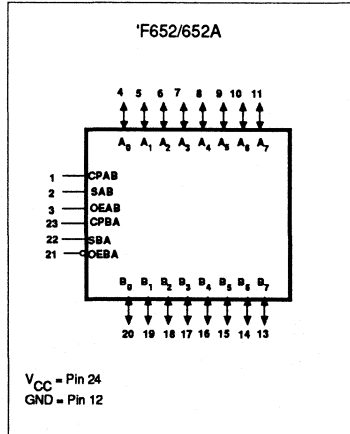 'F652/652A
4 5 6 7 8 9 10 11
A0 A1 A2 A3 A4 A5 A6 A7
1 CPAB
2 SAB
3 OEAB
23 CPBA
22 SBA
21 OEBA
B0 B1 B2 B3 B4 B5 B6 B7
20 19 18 17 16 15 14 13
VCC = Pin 24
GND = Pin 12